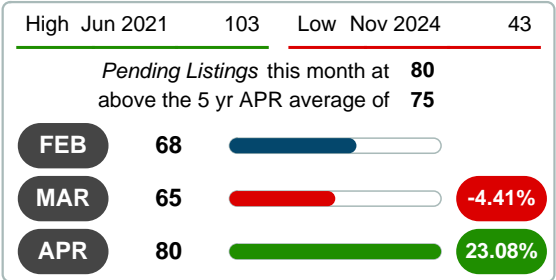 High Jun 2021 103 Low Nov 2024 43
Pending Listings this month at 80
above the 5 yr APR average of 75
FEB 68
MAR 65 -4.41%
APR 80 23.08%